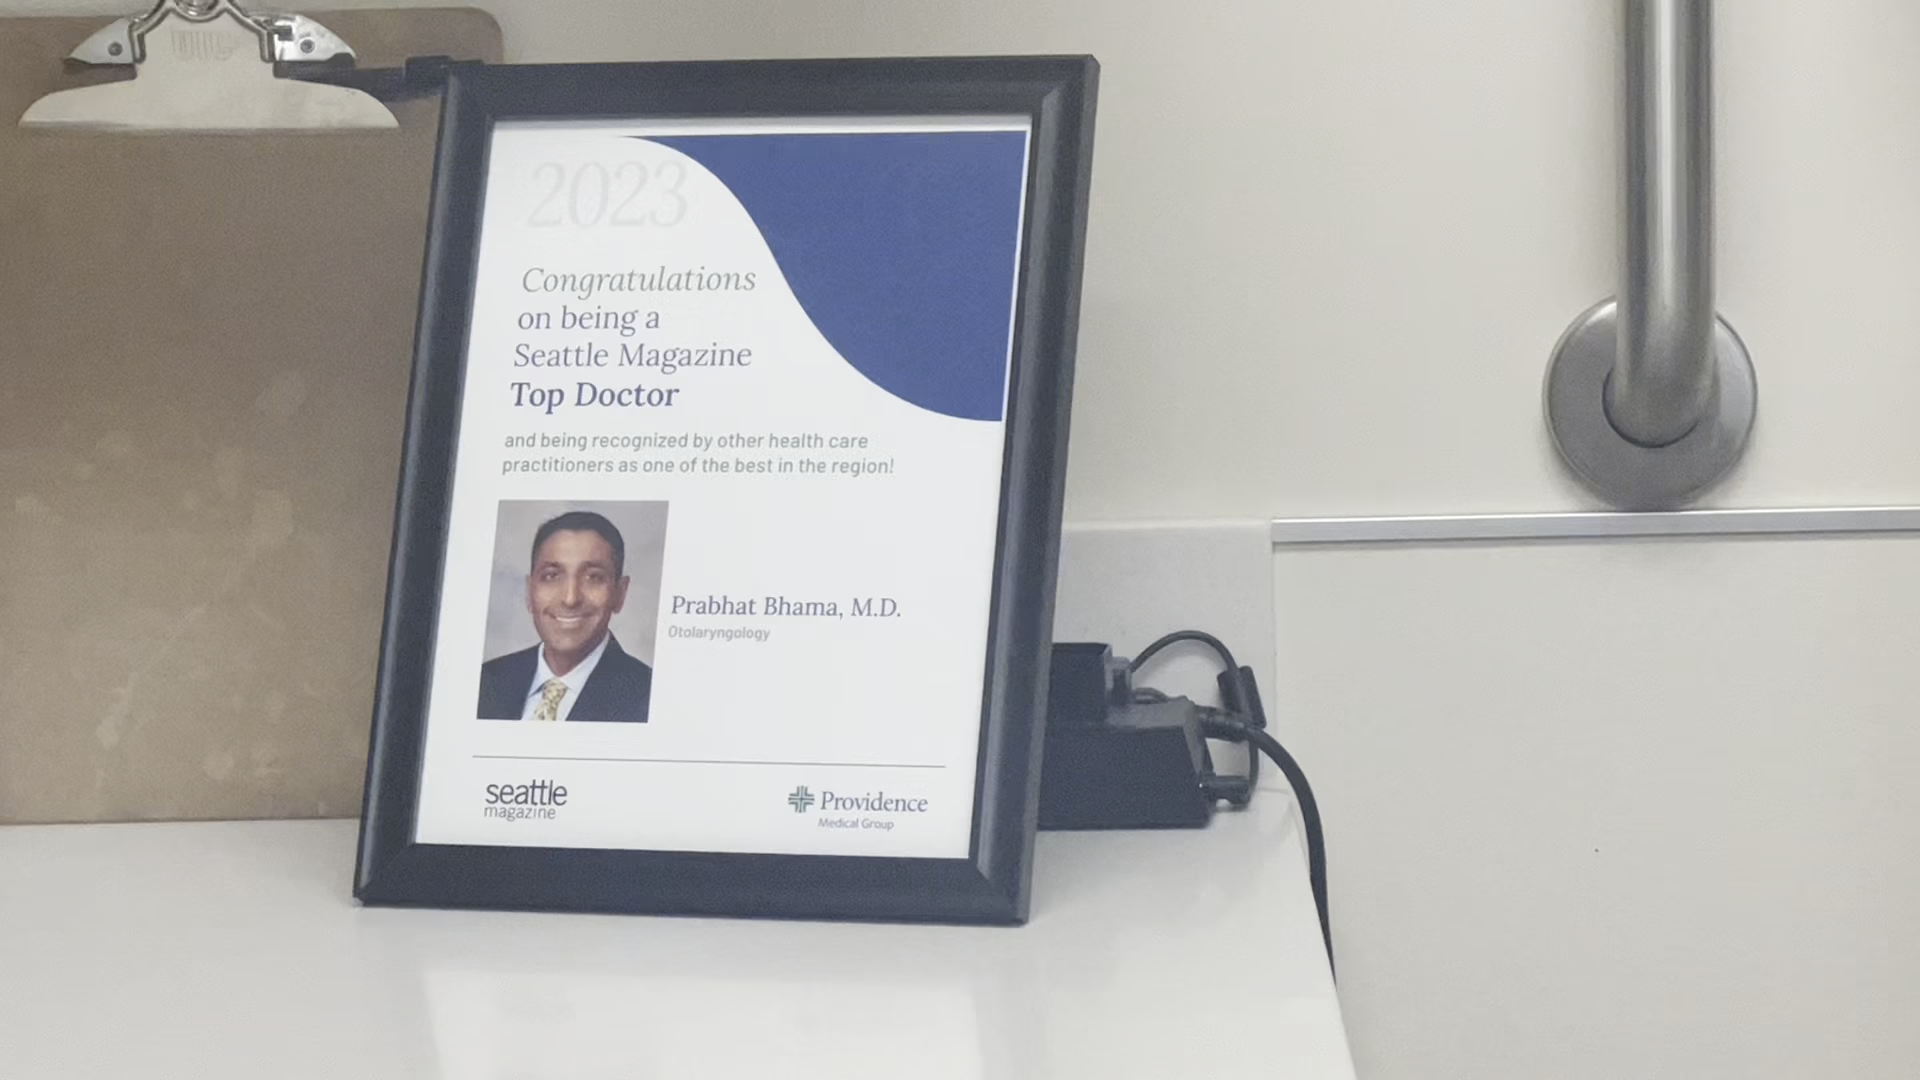 2023
Congratulations
on being a
Seattle Magazine
Top Doctor
and being recognized by other health care
practitioners as one of the best in the region!
Prabhat Bhama, M.D.
Otolaryngology
seattle
magazine
Providence
Medical Group